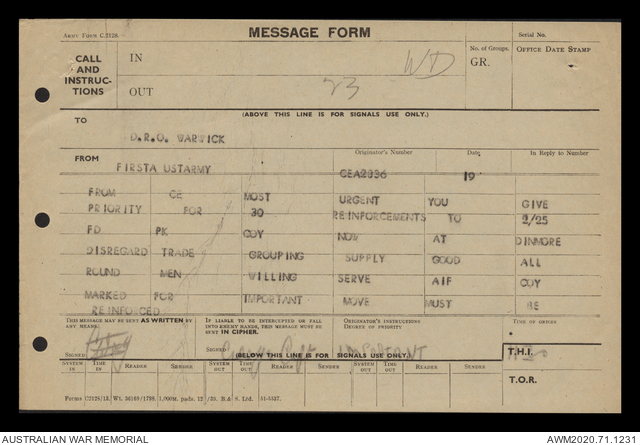 Army Form C.2128.
MESSAGE FORM
Serial No.
CALL AND INSTRUC- TIONS
IN
WD
No. of Groups.
GR.
OFFICE DATE STAMP
OUT
23
(ABOVE THIS LINE IS FOR SIGNALS USE ONLY.)
TO
D.R.O. WARWICK
FROM
Originator's Number
Date
In Reply to Number
FIRSTA USTARMY
CEA2836
19
FROM CE MOST URGENT YOU GIVE
PRIORITY FOR 30 REINFORCEMENTS TO 2/25
FD PK COY NOW AT DINMORE
DISREGARD TRADE GROUPING SUPPLY GOOD ALL
ROUND MEN WILLING SERVE AIF COY
MARKED FOR IMPORTANT MOVE MUST BE
REINFORCED
THIS MESSAGE MAY BE SENT AS WRITTEN BY ANY MEANS.
IF LIABLE TO BE INTERCEPTED OR FALL INTO ENEMY HANDS, THIS MESSAGE MUST BE SENT IN CIPHER.
ORIGINATOR'S INSTRUCTIONS
DEGREE OF PRIORITY
TIME OF ORIGIN
SIGNED
SIGNED
IMPORTANT
(BELOW THIS LINE IS FOR SIGNALS USE ONLY.)
T.H.I.
SYSTEM IN
TIME IN
READER
SENDER
SYSTEM OUT
TIME OUT
READER
SENDER
SYSTEM OUT
TIME OUT
READER
SENDER
T.O.R.
AUSTRALIAN WAR MEMORIAL
AWM2020.71.1231